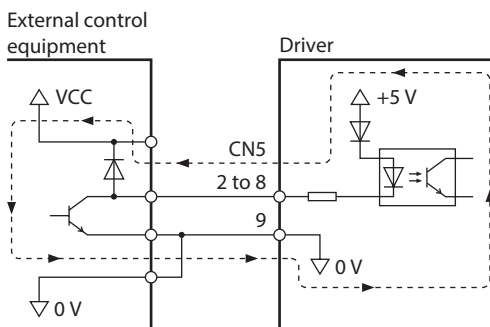 External control
equipment
Driver
VCC
+5 V
CN5
2 to 8
9
0 V
0 V